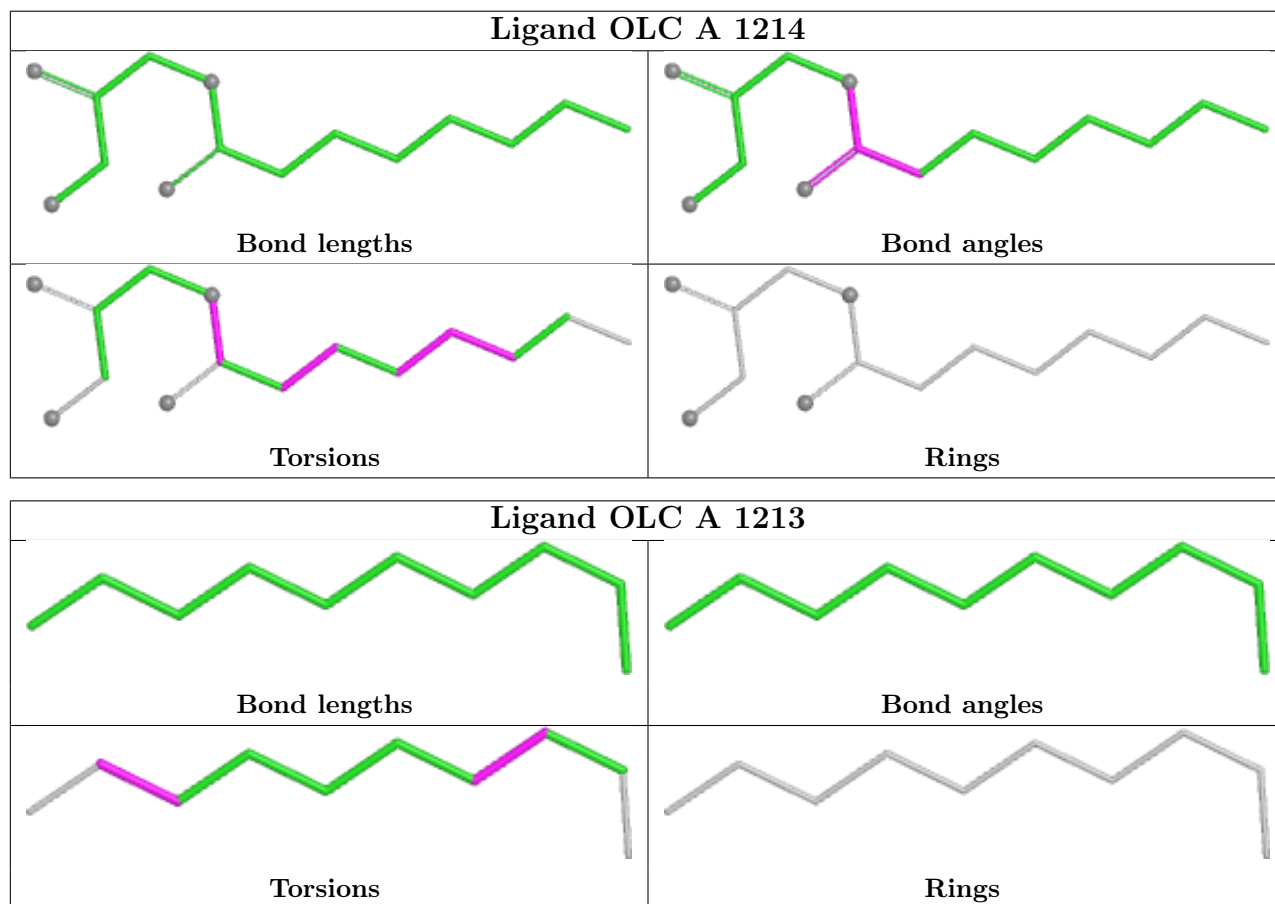 Ligand OLC A 1214
Bond lengths
Bond angles
Torsions
Rings
Ligand OLC A 1213
Bond lengths
Bond angles
Torsions
Rings